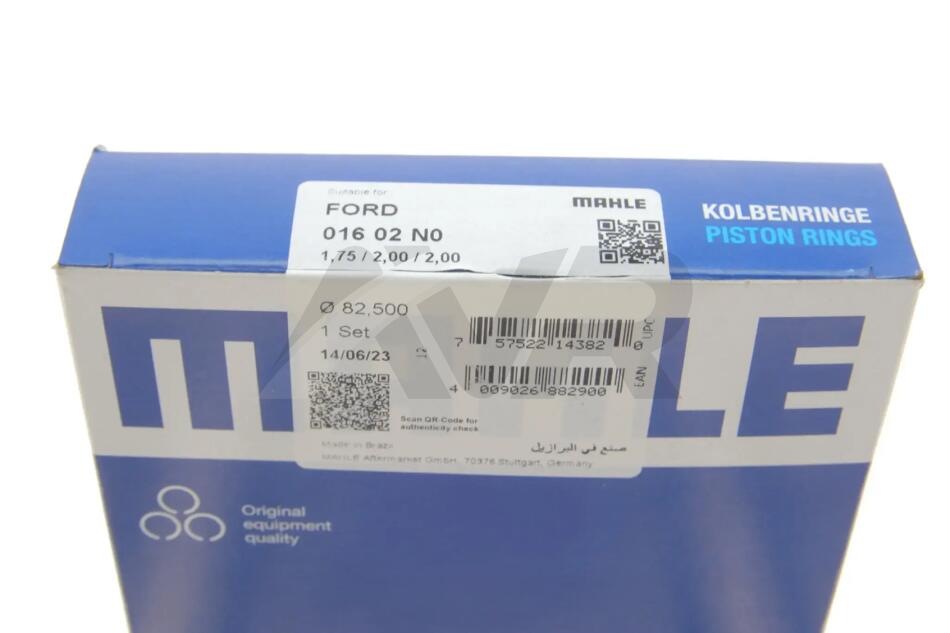 Suitable for
FORD
MAHLE
016 02 N0
1,75 / 2,00 / 2,00
KOLBENRINGE
PISTON RINGS
Ø 82,500
1 Set
14/06/23
12
7 57522 14382 0 UPC
4 009026 882900 EAN
Scan QR-Code for
authenticity check
Made in Brazil
صنع في البرازيل
MAHLE Aftermarket GmbH, 70376 Stuttgart, Germany
MAHLE
AVR
Original
equipment
quality